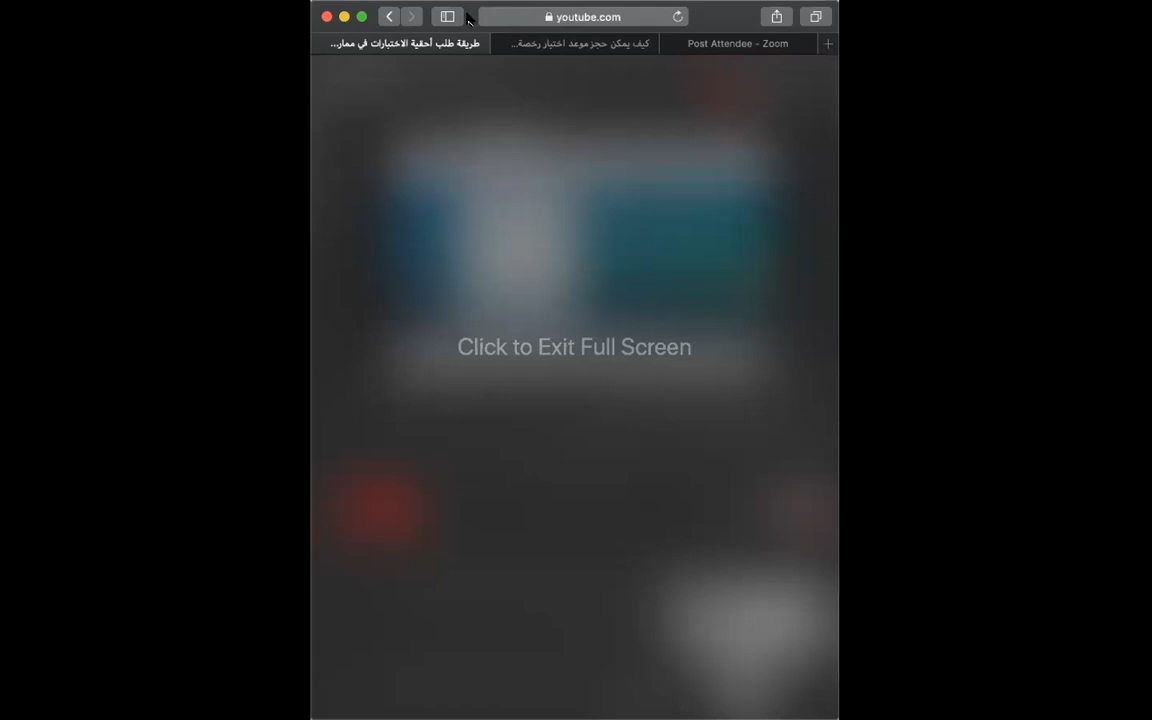 youtube.com
طريقة طلب أحقية الاختبارات في ممار...
كيف يمكن حجز موعد اختبار رخصة...
Post Attendee - Zoom
Click to Exit Full Screen